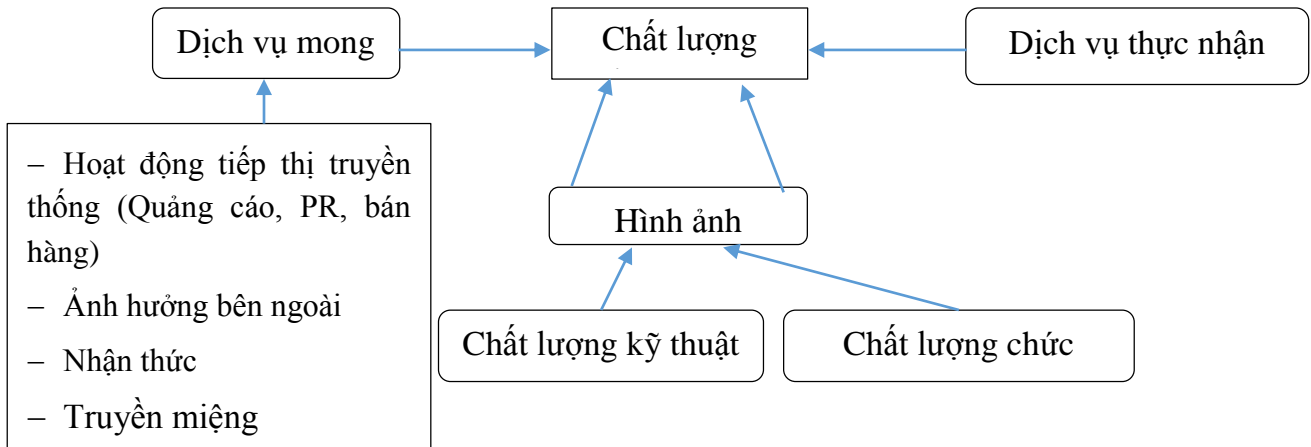 Dịch vụ mong
Chất lượng
Dịch vụ thực nhận
– Hoạt động tiếp thị truyền
thống (Quảng cáo, PR, bán
hàng)
– Ảnh hưởng bên ngoài
– Nhận thức
– Truyền miệng
Hình ảnh
Chất lượng kỹ thuật
Chất lượng chức